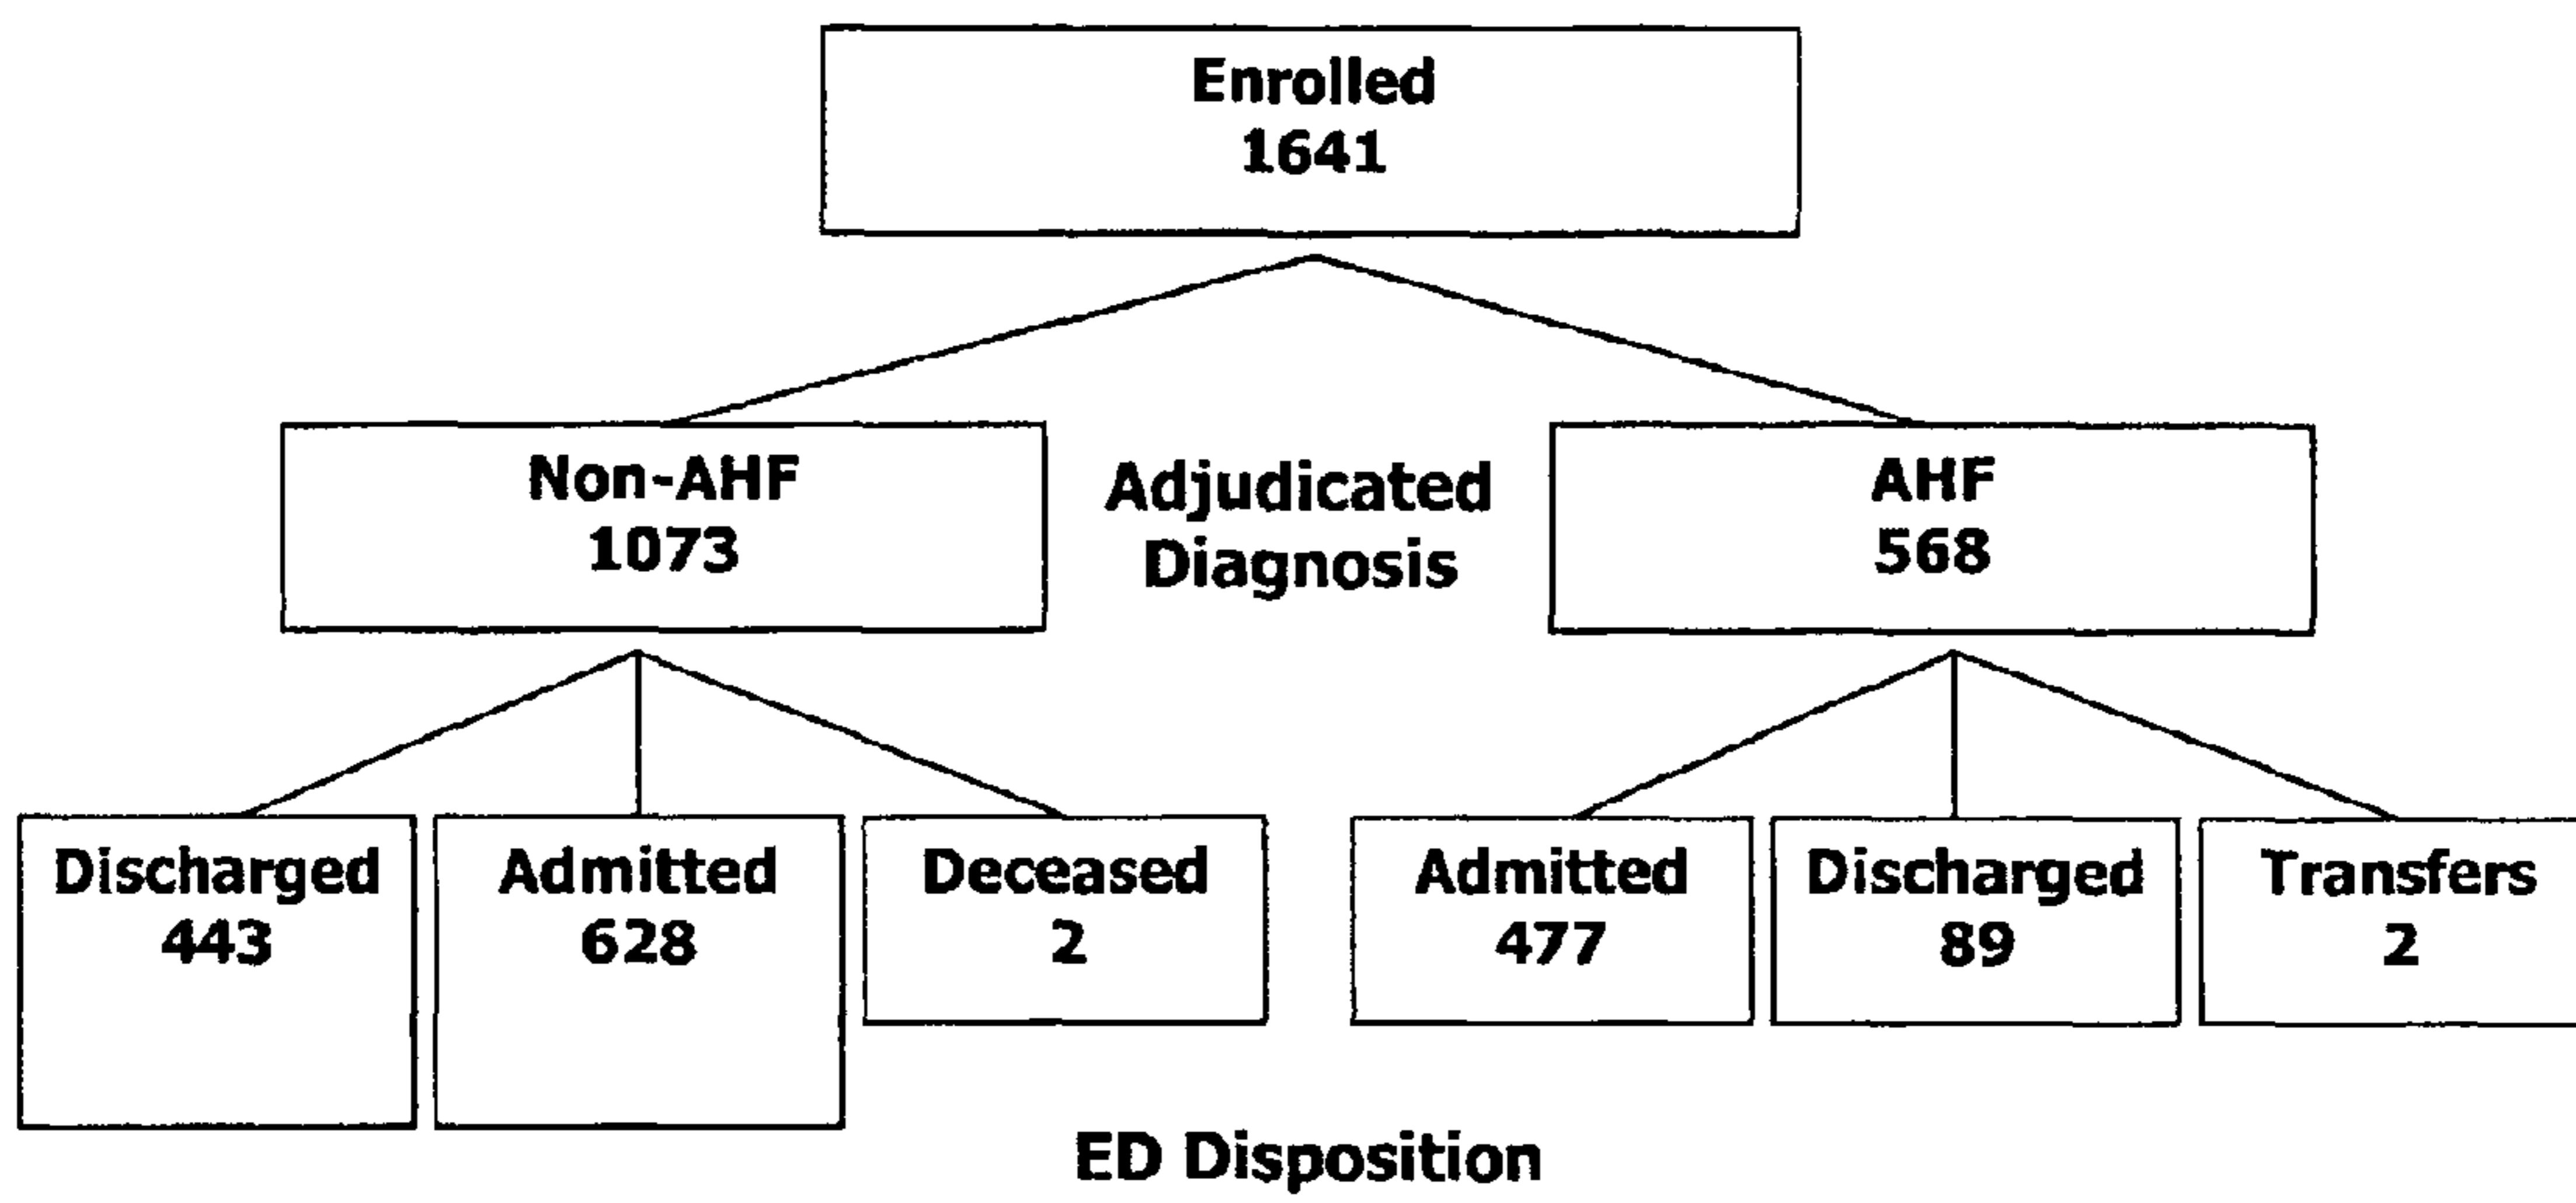 Enrolled
1641
Non-AHF
1073
Adjudicated
Diagnosis
AHF
568
Discharged
443
Admitted
628
Deceased
2
Admitted
477
Discharged
89
Transfers
2
ED Disposition